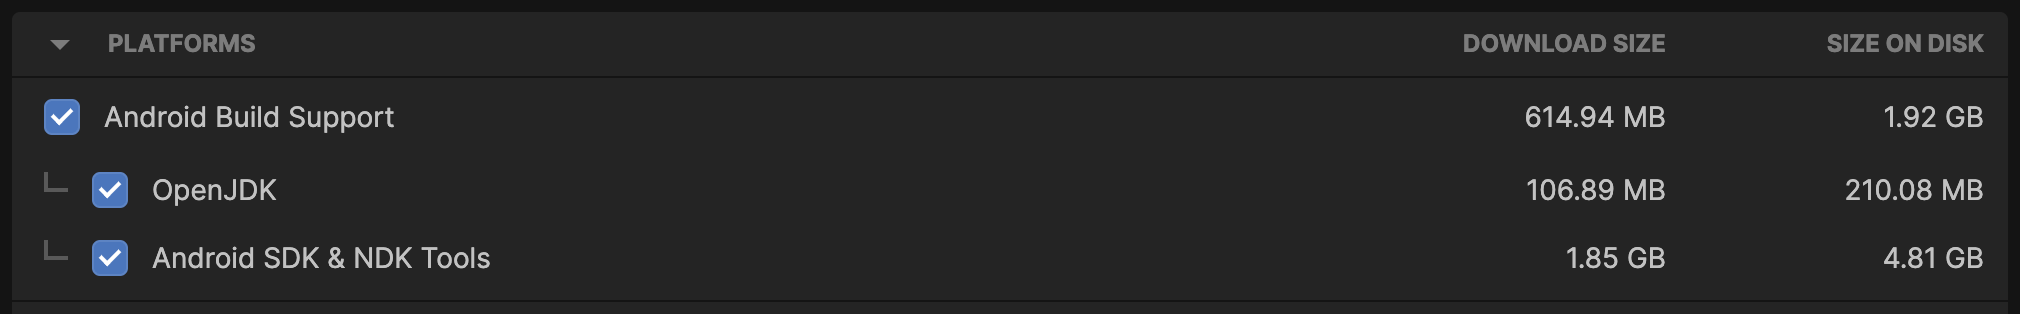 PLATFORMS DOWNLOAD SIZE SIZE ON DISK
Android Build Support 614.94 MB 1.92 GB
OpenJDK 106.89 MB 210.08 MB
Android SDK & NDK Tools 1.85 GB 4.81 GB